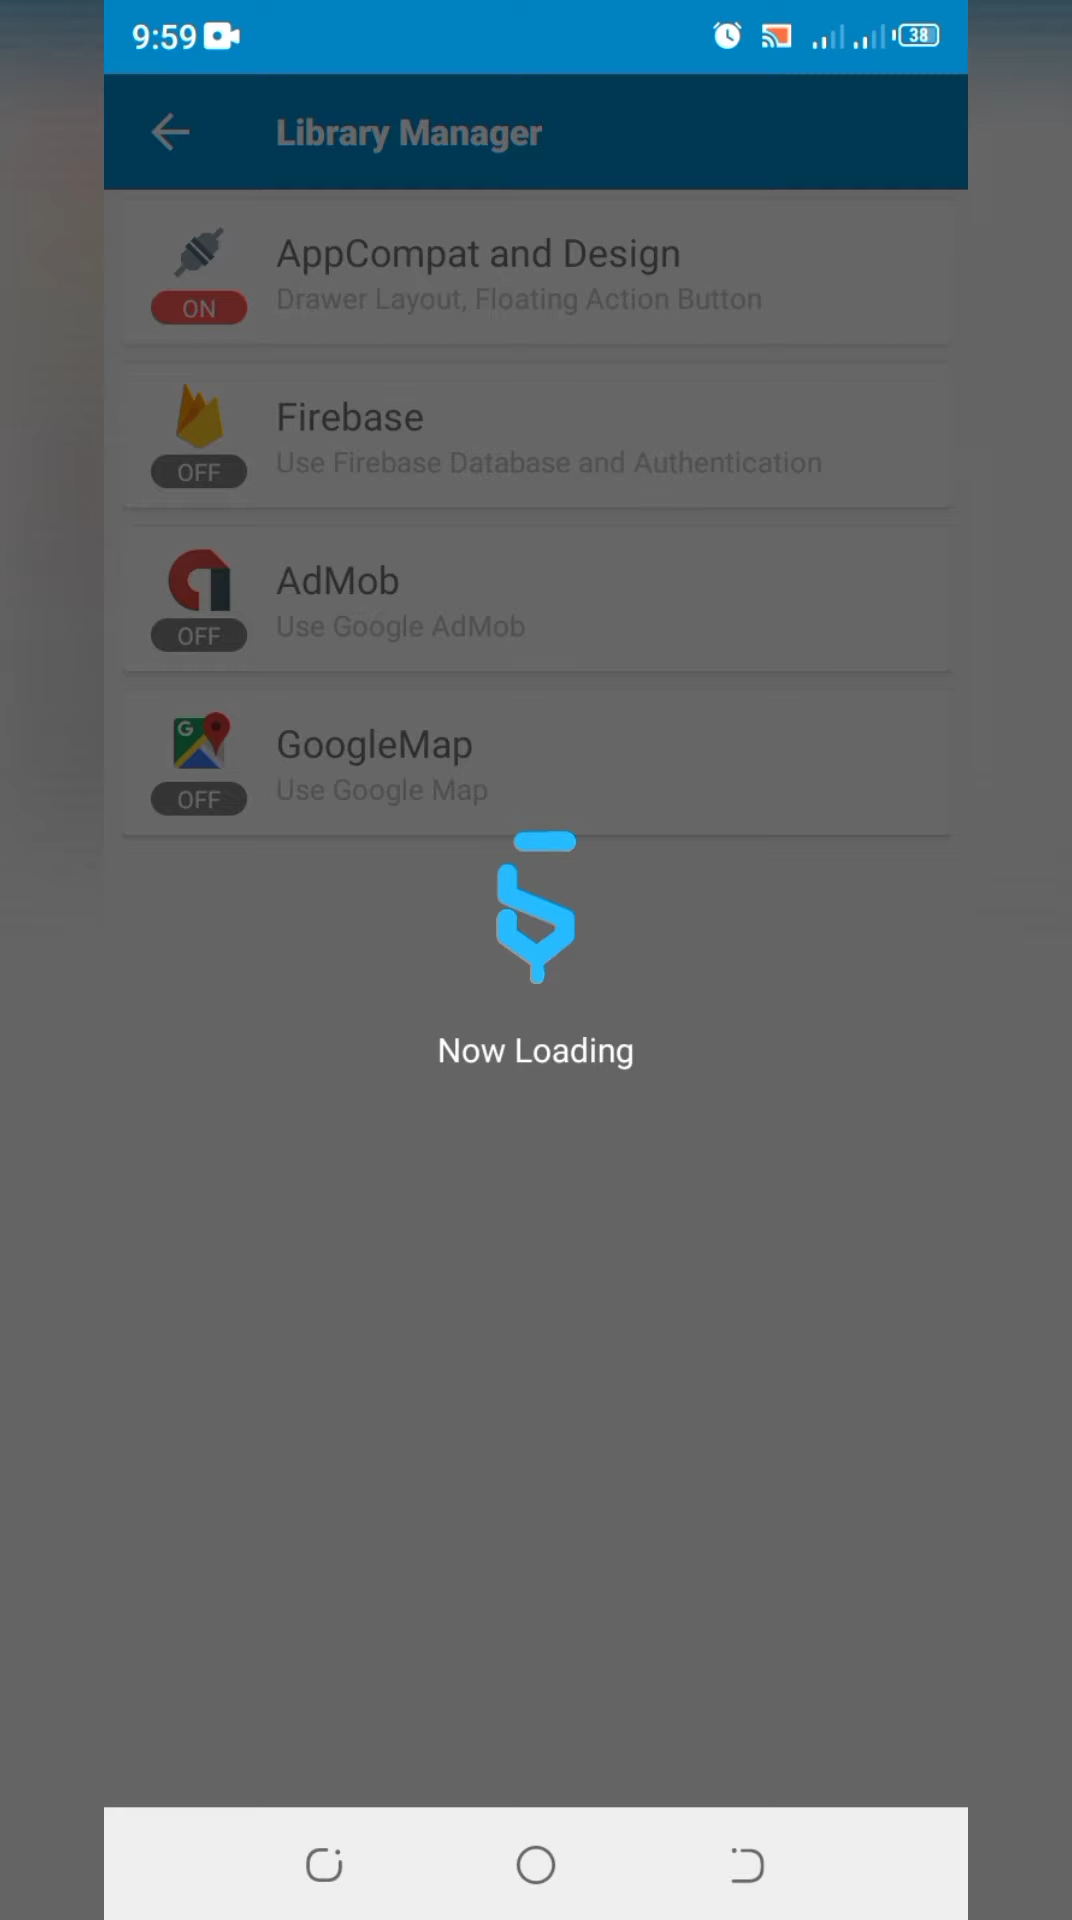 9:59
38
Library Manager
AppCompat and Design
Drawer Layout, Floating Action Button
ON
Firebase
Use Firebase Database and Authentication
OFF
AdMob
Use Google AdMob
OFF
G
GoogleMap
Use Google Map
OFF
Now Loading